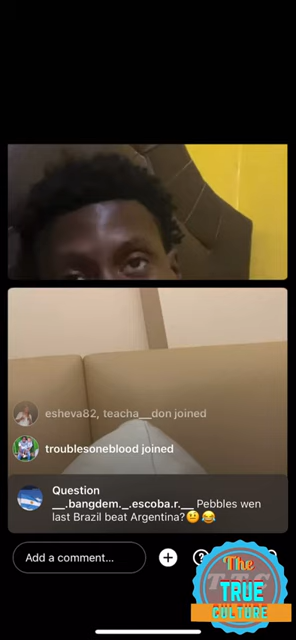 esheva82, teacha__don joined
troublesoneblood joined
Question
__.bangdem._.escoba.r.__ Pebbles wen
last Brazil beat Argentina?😐😂
Add a comment…
The
TRUE
CULTURE